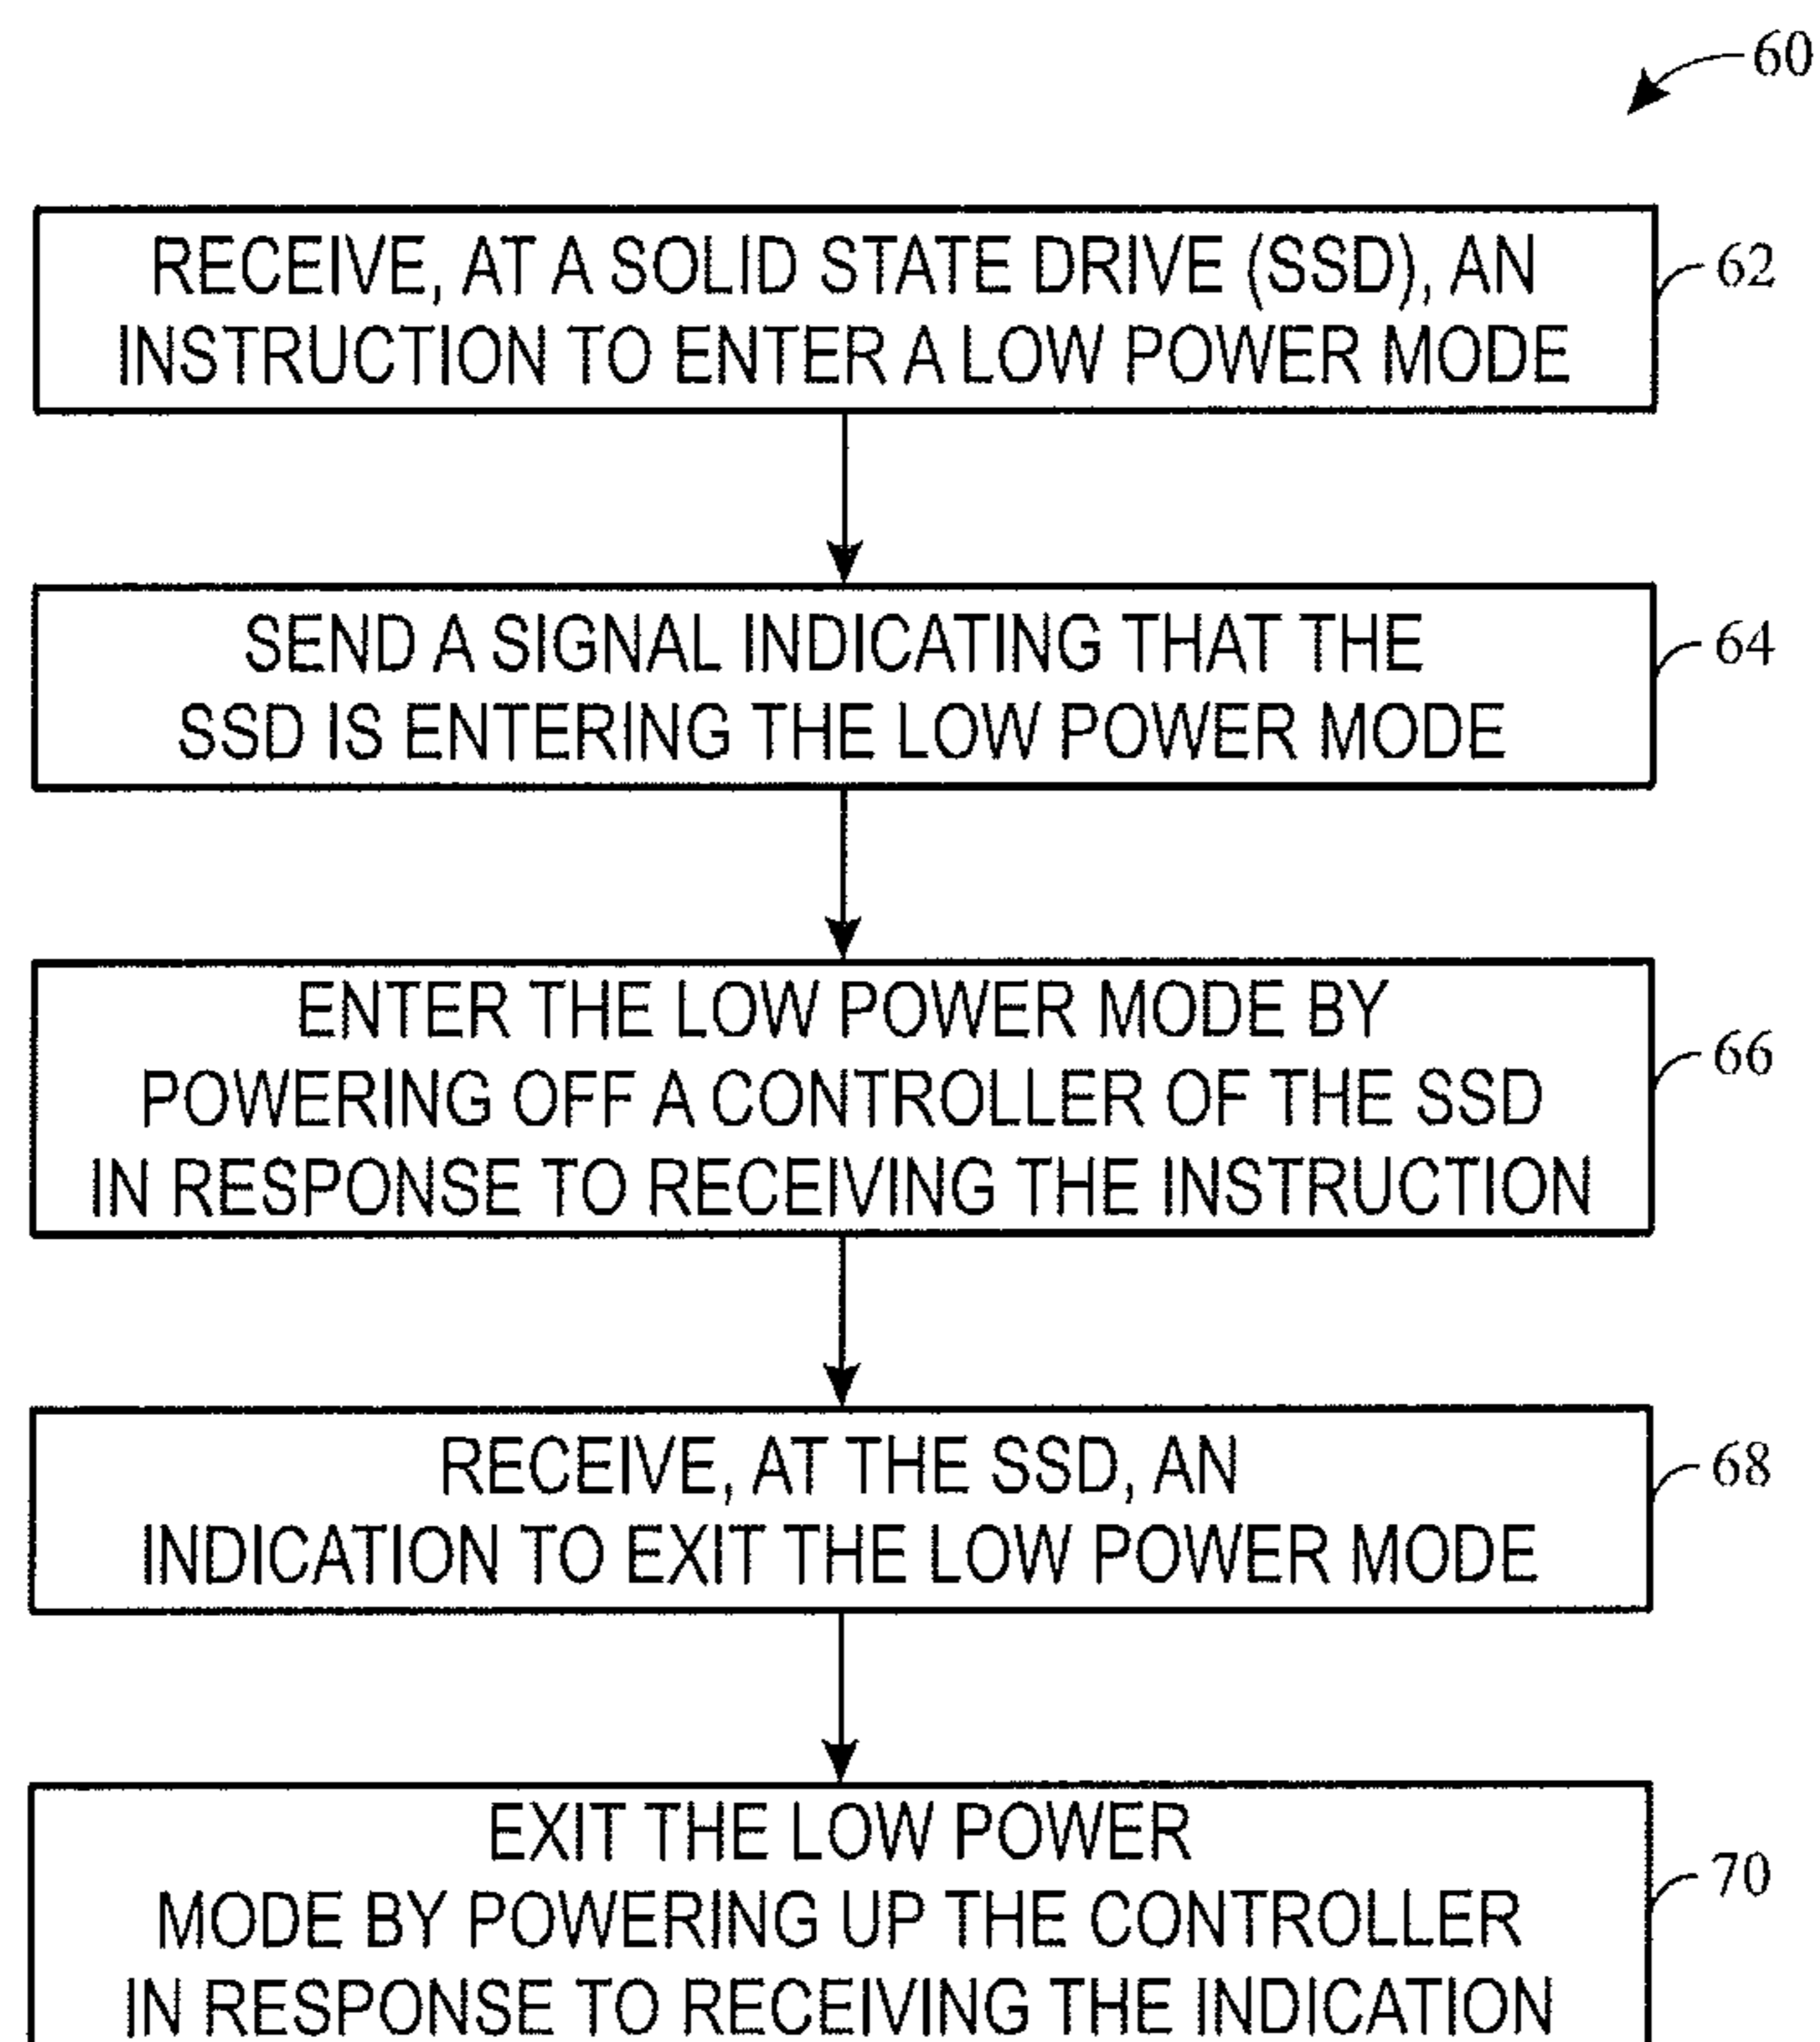 60
RECEIVE, AT A SOLID STATE DRIVE (SSD), AN
INSTRUCTION TO ENTER A LOW POWER MODE
62
SEND A SIGNAL INDICATING THAT THE
SSD IS ENTERING THE LOW POWER MODE
64
ENTER THE LOW POWER MODE BY
POWERING OFF A CONTROLLER OF THE SSD
IN RESPONSE TO RECEIVING THE INSTRUCTION
66
RECEIVE, AT THE SSD, AN
INDICATION TO EXIT THE LOW POWER MODE
68
EXIT THE LOW POWER
MODE BY POWERING UP THE CONTROLLER
IN RESPONSE TO RECEIVING THE INDICATION
70